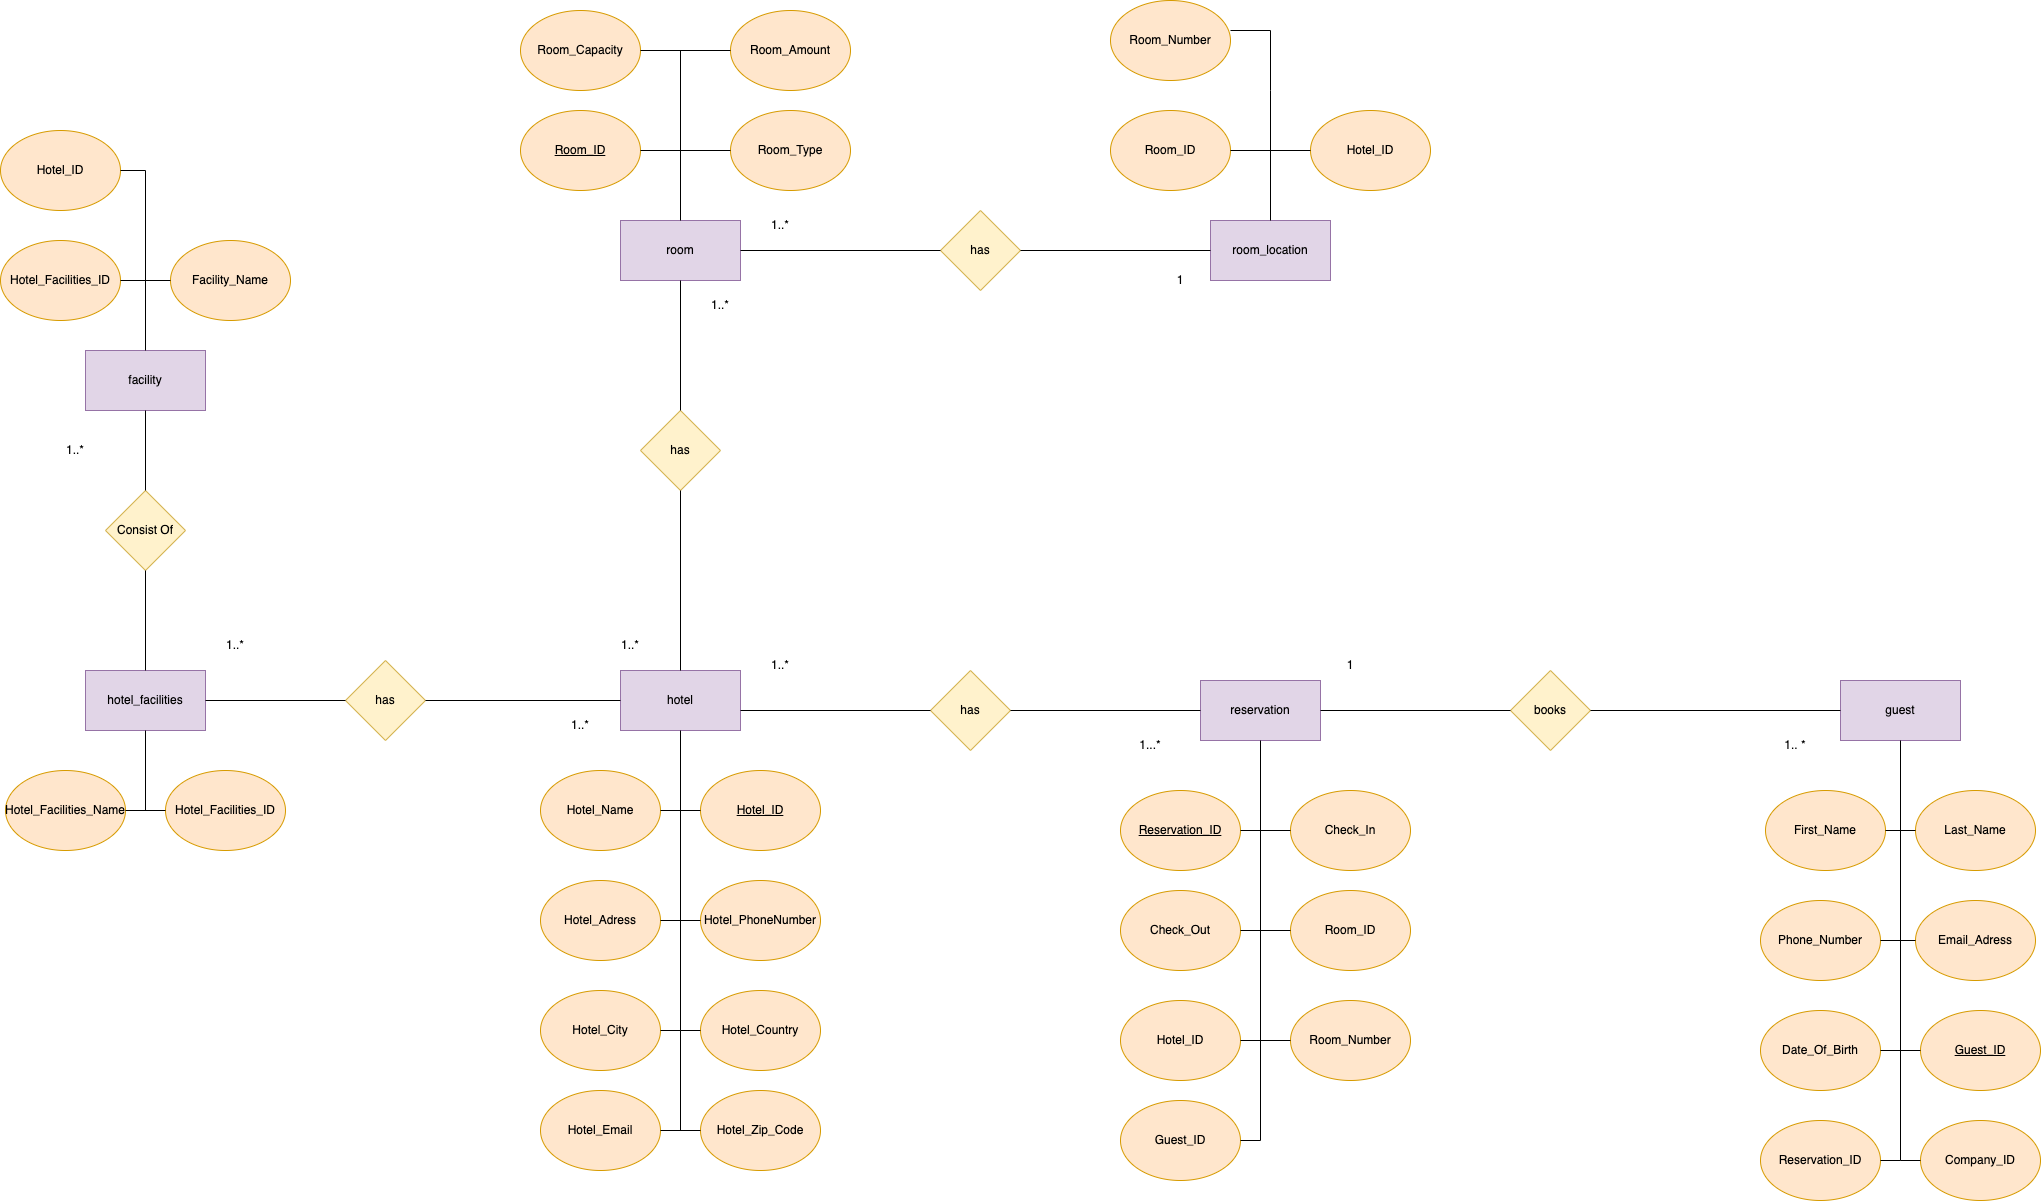 Room_Number
Room_Capacity
Room_Amount
Room_ID
Room_Type
Room_ID
Hotel_ID
Hotel_ID
Hotel_Facilities_ID
Facility_Name
room
1..*
has
1
room_location
1..*
facility
1..*
has
Consist Of
1..*
1..*
1..*
1
hotel_facilities
has
hotel
has
reservation
books
guest
1..*
1...*
1.. *
Hotel_Facilities_Name
Hotel_Facilities_ID
Hotel_Name
Hotel_ID
Reservation_ID
Check_In
First_Name
Last_Name
Hotel_Adress
Hotel_PhoneNumber
Check_Out
Room_ID
Phone_Number
Email_Adress
Hotel_City
Hotel_Country
Hotel_ID
Room_Number
Date_Of_Birth
Guest_ID
Hotel_Email
Hotel_Zip_Code
Guest_ID
Reservation_ID
Company_ID